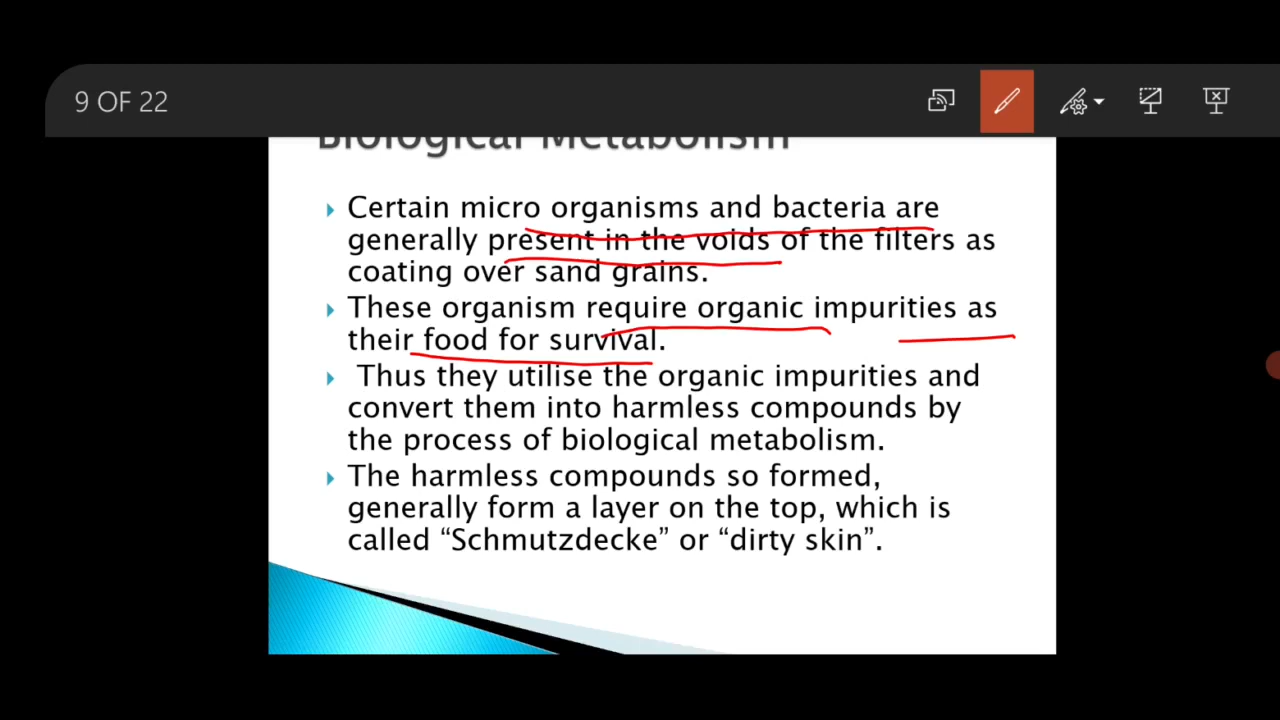 9 OF 22
Biological Metabolism
Certain micro organisms and bacteria are
generally present in the voids of the filters as
coating over sand grains.
These organism require organic impurities as
their food for survival.
Thus they utilise the organic impurities and
convert them into harmless compounds by
the process of biological metabolism.
The harmless compounds so formed,
generally form a layer on the top, which is
called “Schmutzdecke” or “dirty skin”.